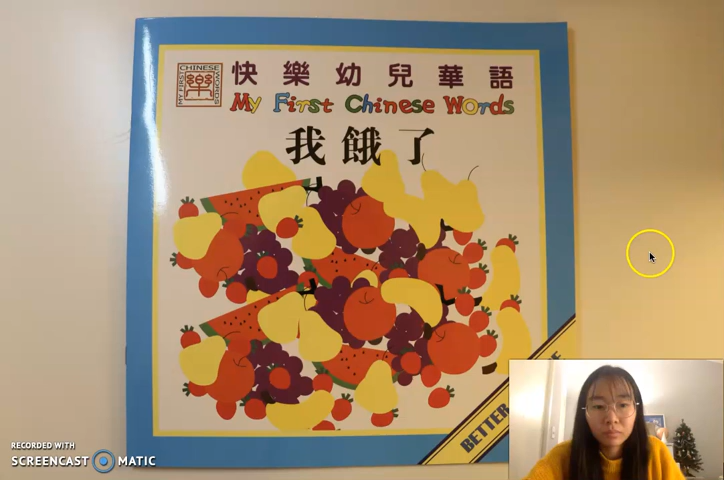 MY FIRST CHINESE WORDS
樂
快樂幼兒華語
My First Chinese Words
我餓了
BETTER
RECORDED WITH
SCREENCAST MATIC